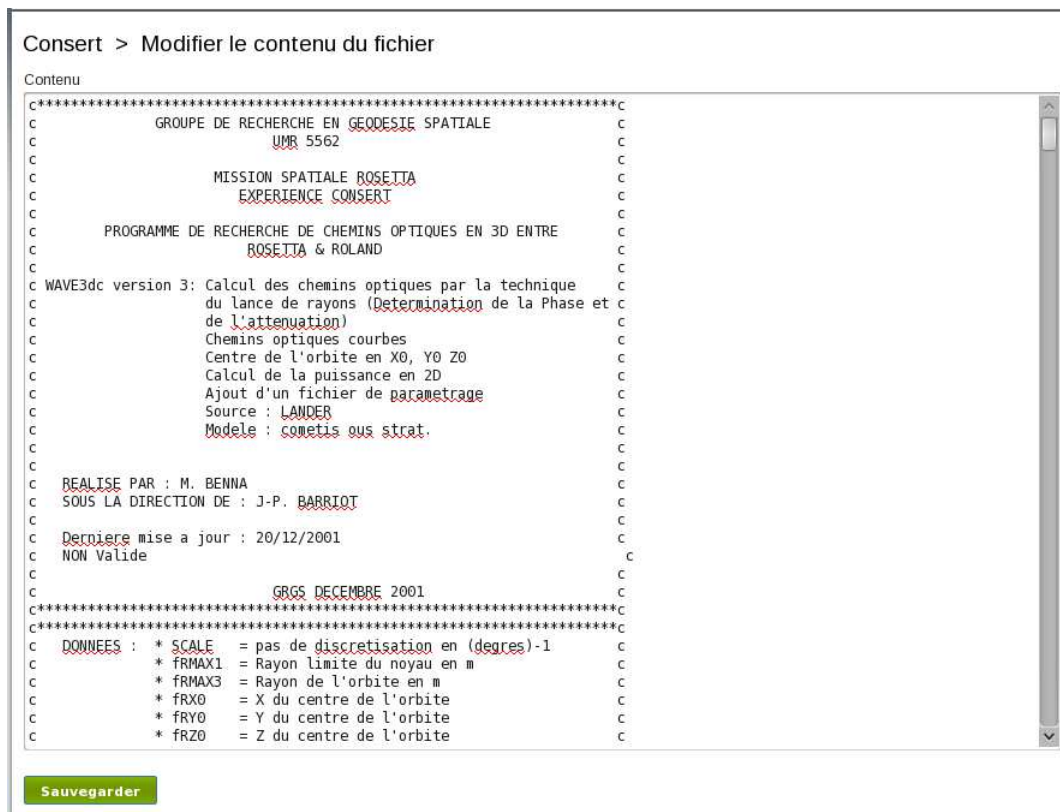 Consert > Modifier le contenu du fichier
Contenu
c*********************************************************************c
c              GROUPE DE RECHERCHE EN GEODESIE SPATIALE               c
c                            UMR 5562                                 c
c                                                                     c
c                     MISSION SPATIALE ROSETTA                        c
c                        EXPERIENCE CONSERT                           c
c                                                                     c
c        PROGRAMME DE RECHERCHE DE CHEMINS OPTIQUES EN 3D ENTRE       c
c                         ROSETTA & ROLAND                            c
c                                                                     c
c WAVE3dc version 3: Calcul des chemins optiques par la technique     c
c                    du lance de rayons (Determination de la Phase et c
c                    de l'attenuation)                                c
c                    Chemins optiques courbes                         c
c                    Centre de l'orbite en X0, Y0 Z0                  c
c                    Calcul de la puissance en 2D                     c
c                    Ajout d'un fichier de parametrage                c
c                    Source : LANDER                                  c
c                    Modele : cometis ous strat.                      c
c                                                                     c
c                                                                     c
c   REALISE PAR : M. BENNA                                            c
c   SOUS LA DIRECTION DE : J-P. BARRIOT                               c
c                                                                     c
c   Derniere mise a jour : 20/12/2001                                 c
c   NON Valide                                                         c
c                                                                     c
c                            GRGS DECEMBRE 2001                       c
c*********************************************************************c
c*********************************************************************c
c   DONNEES :  * SCALE   = pas de discretisation en (degres)-1        c
c              * fRMAX1  = Rayon limite du noyau en m                 c
c              * fRMAX3  = Rayon de l'orbite en m                     c
c              * fRX0    = X du centre de l'orbite                    c
c              * fRY0    = Y du centre de l'orbite                    c
c              * fRZ0    = Z du centre de l'orbite                    c
Sauvegarder